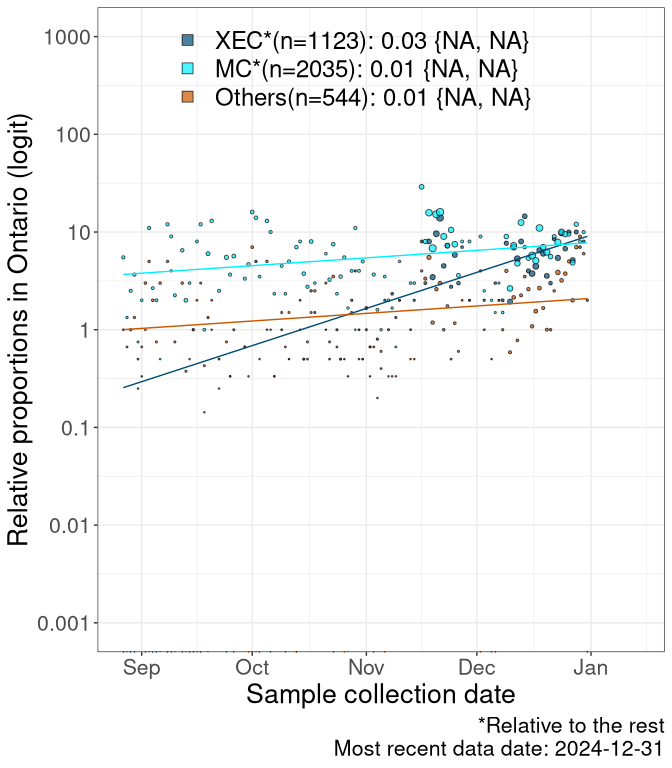 XEC*(n=1123): 0.03 {NA, NA}
MC*(n=2035): 0.01 {NA, NA}
Others(n=544): 0.01 {NA, NA}
Relative proportions in Ontario (logit)
1000
100
10
1
0.1
0.01
0.001
Sep Oct Nov Dec Jan
Sample collection date
*Relative to the rest
Most recent data date: 2024-12-31